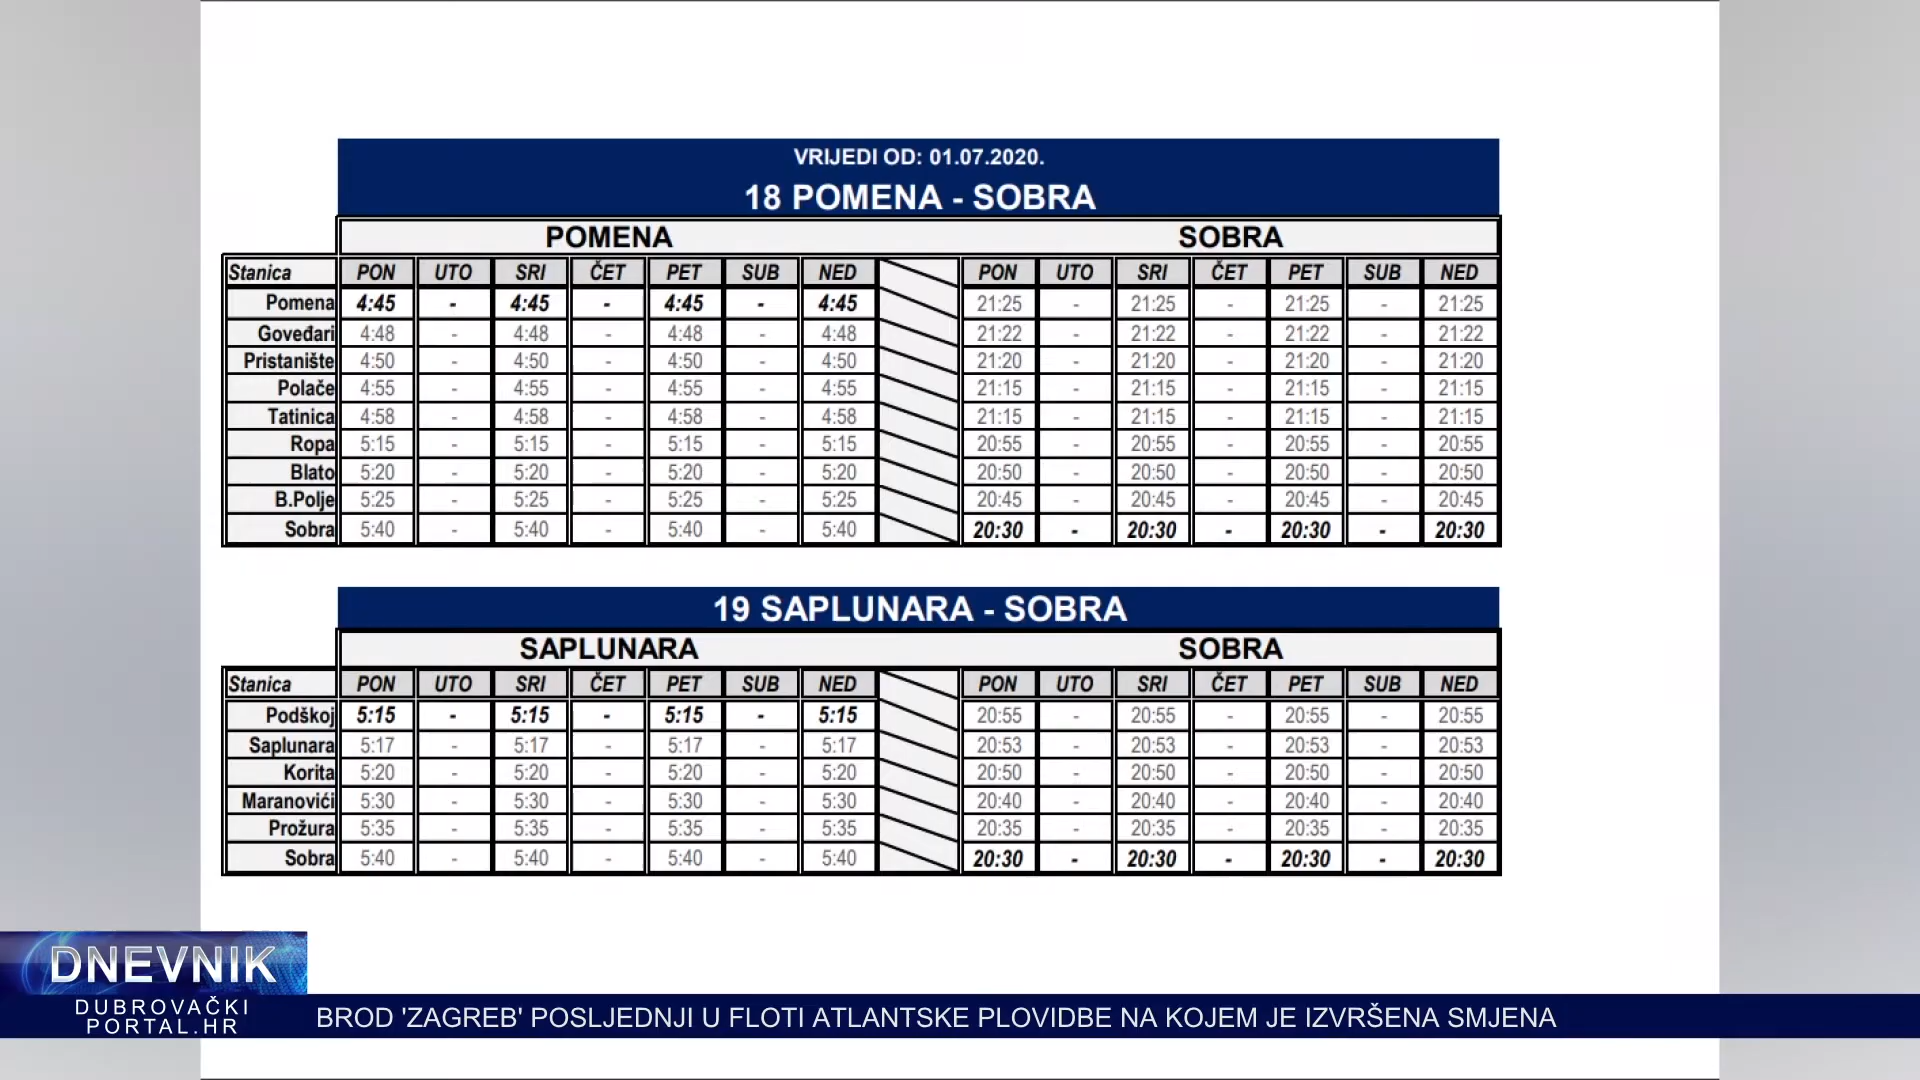 VRIJEDI OD: 01.07.2020.
18 POMENA - SOBRA
POMENA SOBRA
Stanica PON UTO SRI ČET PET SUB NED PON UTO SRI ČET PET SUB NED
Pomena 4:45 - 4:45 - 4:45 - 4:45 21:25 - 21:25 - 21:25 - 21:25
Goveđari 4:48 - 4:48 - 4:48 - 4:48 21:22 - 21:22 - 21:22 - 21:22
Pristanište 4:50 - 4:50 - 4:50 - 4:50 21:20 - 21:20 - 21:20 - 21:20
Polače 4:55 - 4:55 - 4:55 - 4:55 21:15 - 21:15 - 21:15 - 21:15
Tatinica 4:58 - 4:58 - 4:58 - 4:58 21:15 - 21:15 - 21:15 - 21:15
Ropa 5:15 - 5:15 - 5:15 - 5:15 20:55 - 20:55 - 20:55 - 20:55
Blato 5:20 - 5:20 - 5:20 - 5:20 20:50 - 20:50 - 20:50 - 20:50
B.Polje 5:25 - 5:25 - 5:25 - 5:25 20:45 - 20:45 - 20:45 - 20:45
Sobra 5:40 - 5:40 - 5:40 - 5:40 20:30 - 20:30 - 20:30 - 20:30
19 SAPLUNARA - SOBRA
SAPLUNARA SOBRA
Stanica PON UTO SRI ČET PET SUB NED PON UTO SRI ČET PET SUB NED
Podškoj 5:15 - 5:15 - 5:15 - 5:15 20:55 - 20:55 - 20:55 - 20:55
Saplunara 5:17 - 5:17 - 5:17 - 5:17 20:53 - 20:53 - 20:53 - 20:53
Korita 5:20 - 5:20 - 5:20 - 5:20 20:50 - 20:50 - 20:50 - 20:50
Maranovići 5:30 - 5:30 - 5:30 - 5:30 20:40 - 20:40 - 20:40 - 20:40
Prožura 5:35 - 5:35 - 5:35 - 5:35 20:35 - 20:35 - 20:35 - 20:35
Sobra 5:40 - 5:40 - 5:40 - 5:40 20:30 - 20:30 - 20:30 - 20:30
DNEVNIK
DUBROVAČKI
PORTAL.HR
BROD 'ZAGREB' POSLJEDNJI U FLOTI ATLANTSKE PLOVIDBE NA KOJEM JE IZVRŠENA SMJENA